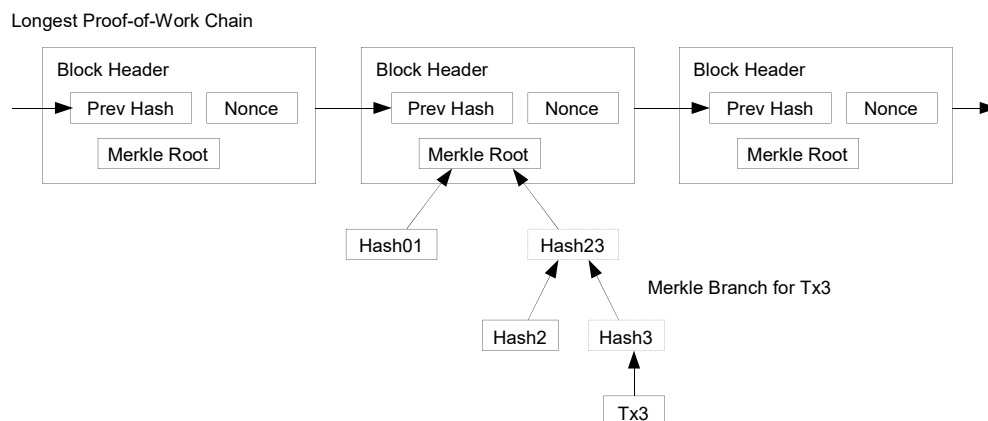 Longest Proof-of-Work Chain
Block Header
Block Header
Block Header
Prev Hash
Nonce
Prev Hash
Nonce
Prev Hash
Nonce
Merkle Root
Merkle Root
Merkle Root
Hash01
Hash23
Merkle Branch for Tx3
Hash2
Hash3
Tx3